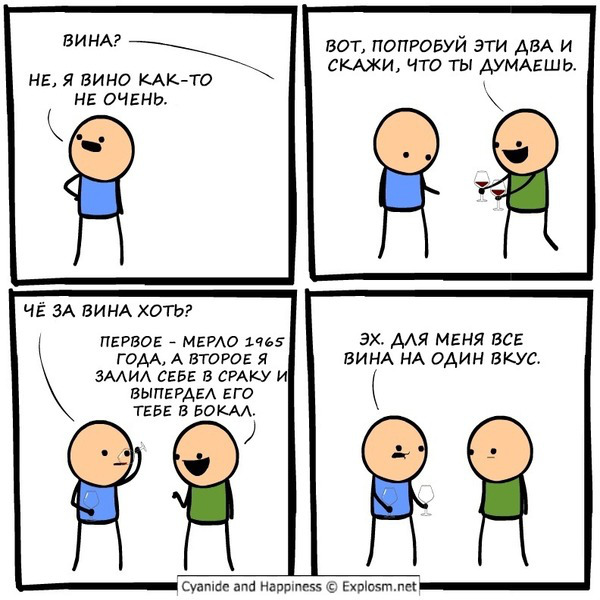 ВИНА?
НЕ, Я ВИНО КАК-ТО
НЕ ОЧЕНЬ.
ВОТ, ПОПРОБУЙ ЭТИ ДВА И
СКАЖИ, ЧТО ТЫ ДУМАЕШЬ.
ЧЁ ЗА ВИНА ХОТЬ?
ПЕРВОЕ - МЕРЛО 1965
ГОДА, А ВТОРОЕ Я
ЗАЛИЛ СЕБЕ В СРАКУ И
ВЫПЕРДЕЛ ЕГО
ТЕБЕ В БОКАЛ.
ЭХ. ДЛЯ МЕНЯ ВСЕ
ВИНА НА ОДИН ВКУС.
Cyanide and Happiness © Explosm.net